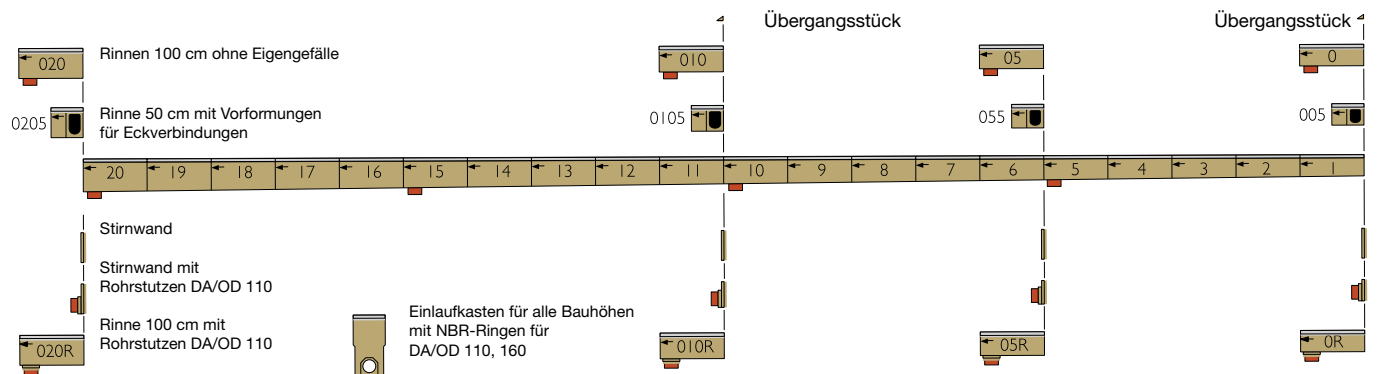 Übergangsstück Übergangsstück
020 Rinnen 100 cm ohne Eigengefälle 010 05 0
0205 Rinne 50 cm mit Vorformungen
für Eckverbindungen 0105 055 005
20 19 18 17 16 15 14 13 12 11 10 9 8 7 6 5 4 3 2 1
Stirnwand
Stirnwand mit
Rohrstutzen DA/OD 110
Rinne 100 cm mit
Rohrstutzen DA/OD 110
020R
Einlaufkasten für alle Bauhöhen
mit NBR-Ringen für
DA/OD 110, 160
010R 05R 0R